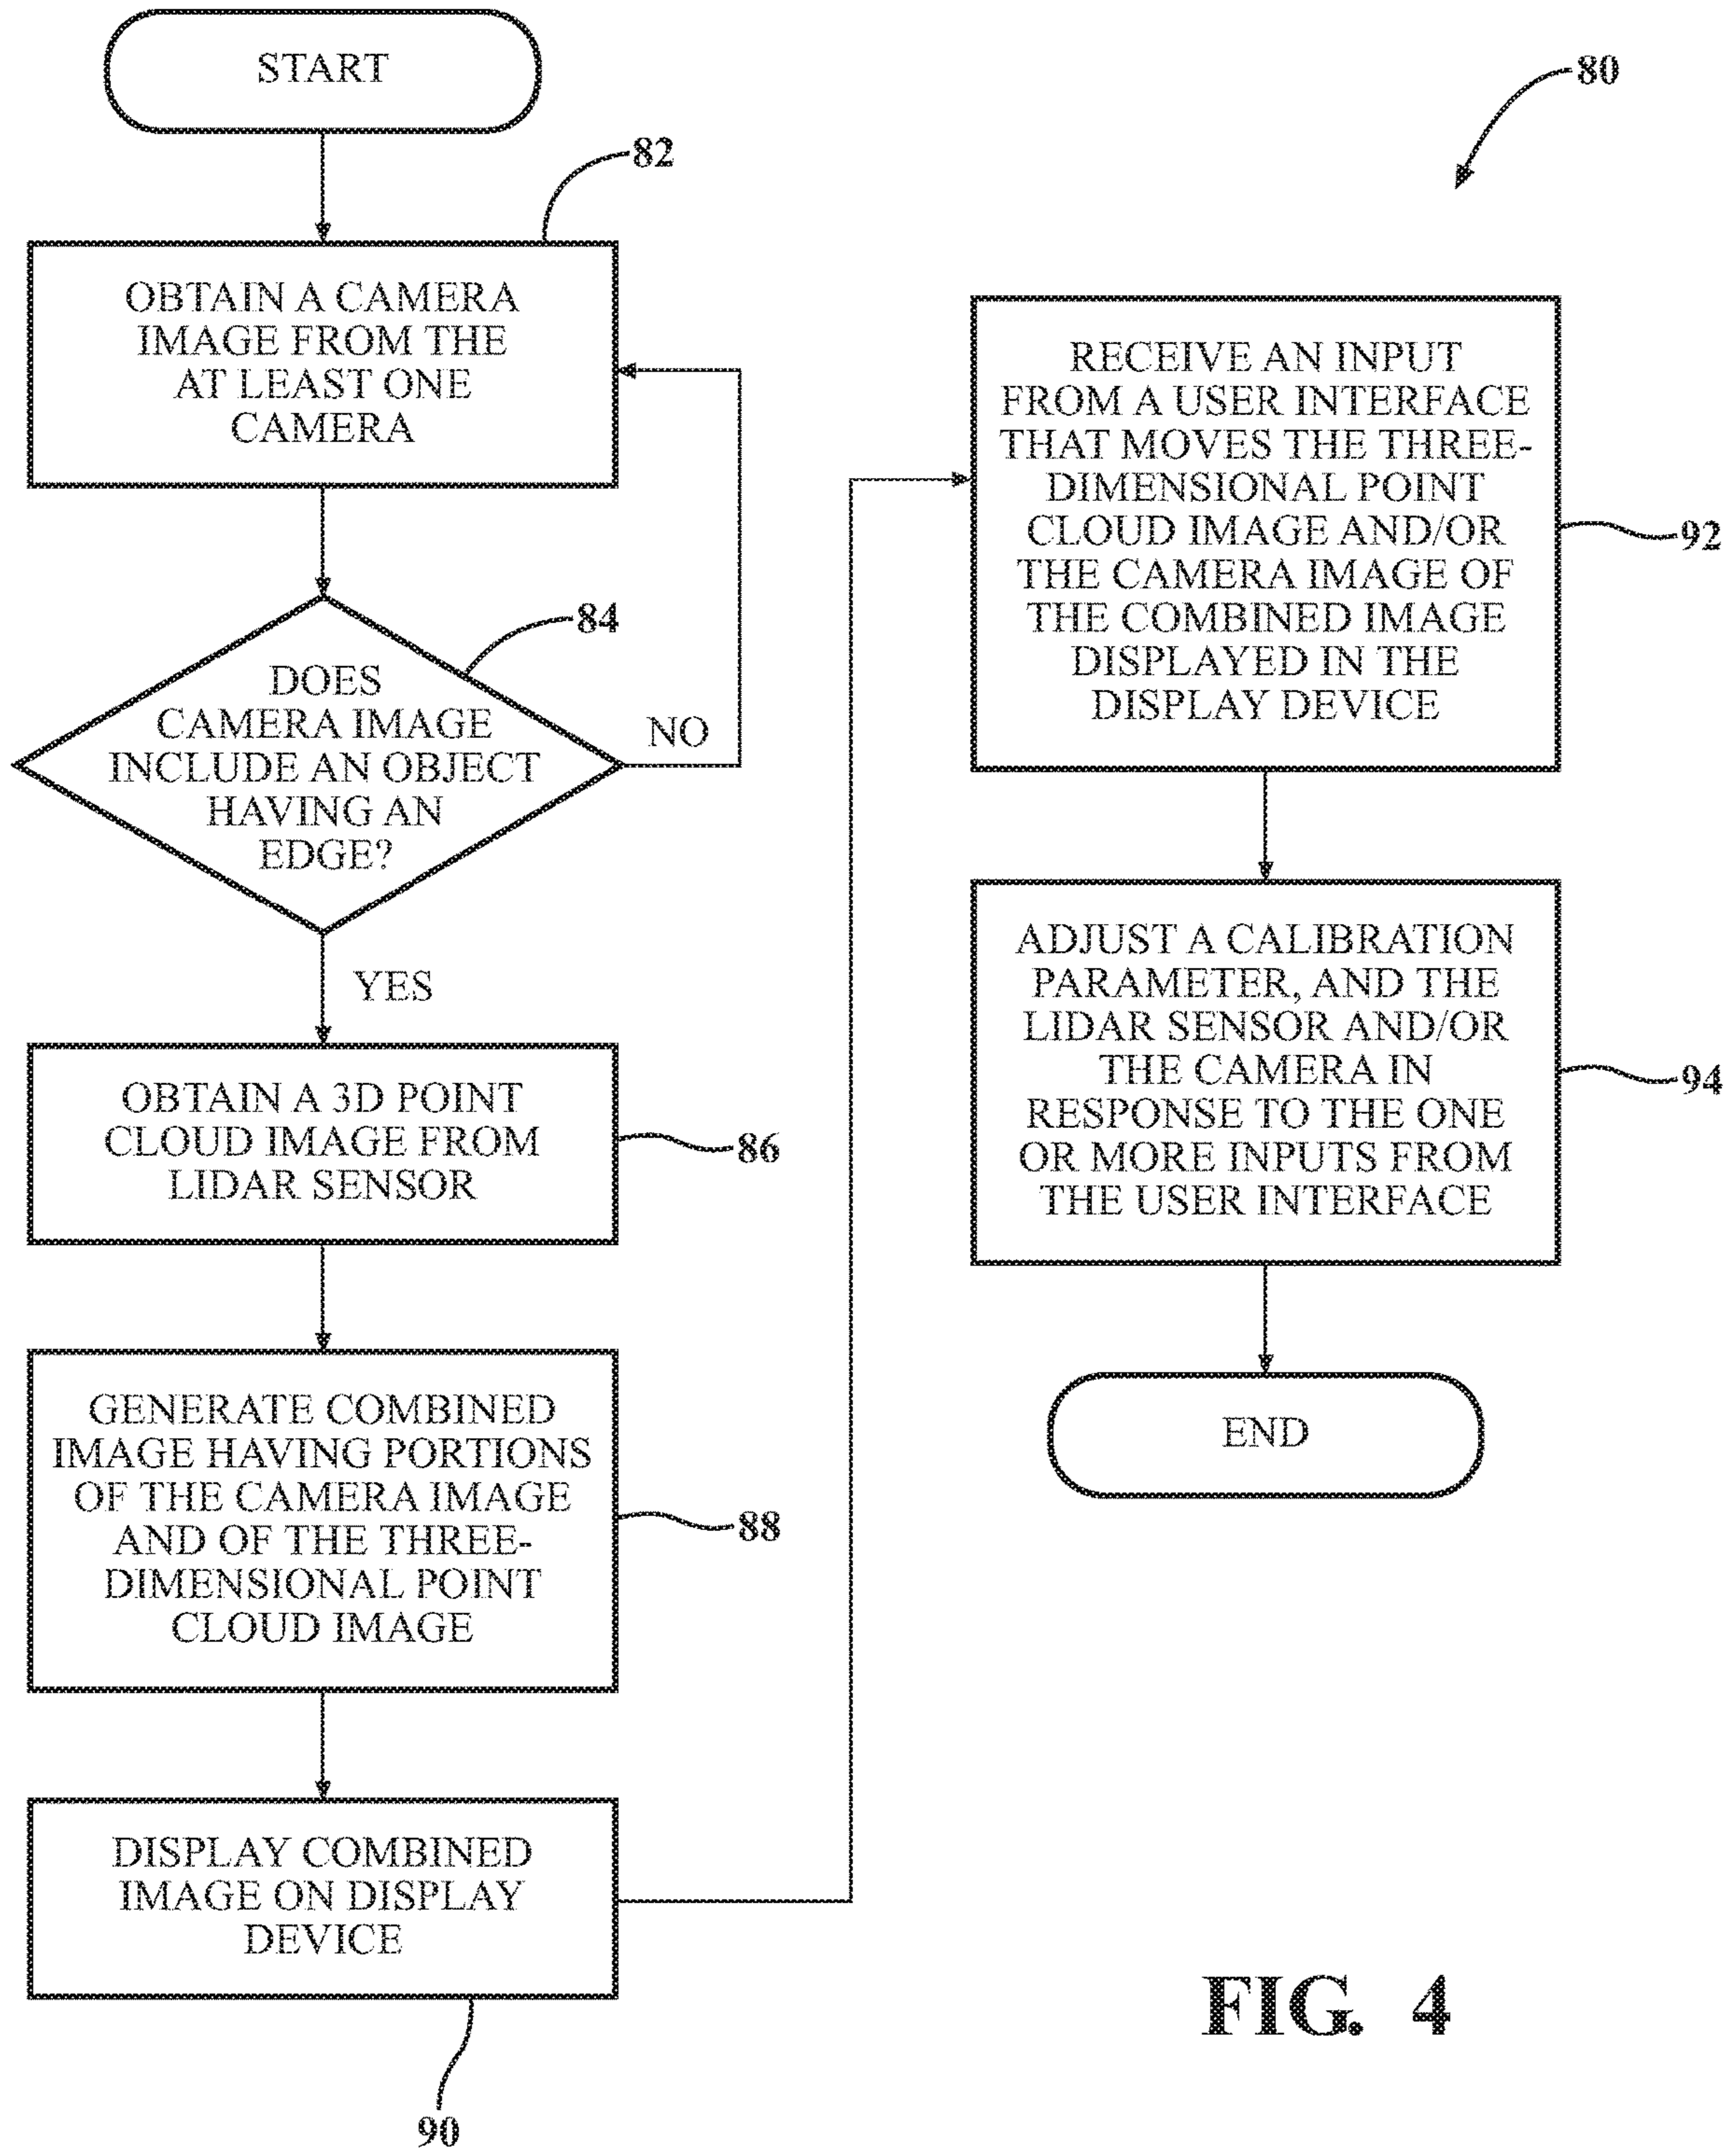 START
82
OBTAIN A CAMERA
IMAGE FROM THE
AT LEAST ONE
CAMERA
84
DOES
CAMERA IMAGE
INCLUDE AN OBJECT
HAVING AN
EDGE?
NO
YES
OBTAIN A 3D POINT
CLOUD IMAGE FROM
LIDAR SENSOR
86
GENERATE COMBINED
IMAGE HAVING PORTIONS
OF THE CAMERA IMAGE
AND OF THE THREE-
DIMENSIONAL POINT
CLOUD IMAGE
88
DISPLAY COMBINED
IMAGE ON DISPLAY
DEVICE
90
80
RECEIVE AN INPUT
FROM A USER INTERFACE
THAT MOVES THE THREE-
DIMENSIONAL POINT
CLOUD IMAGE AND/OR
THE CAMERA IMAGE OF
THE COMBINED IMAGE
DISPLAYED IN THE
DISPLAY DEVICE
92
ADJUST A CALIBRATION
PARAMETER, AND THE
LIDAR SENSOR AND/OR
THE CAMERA IN
RESPONSE TO THE ONE
OR MORE INPUTS FROM
THE USER INTERFACE
94
END
FIG. 4